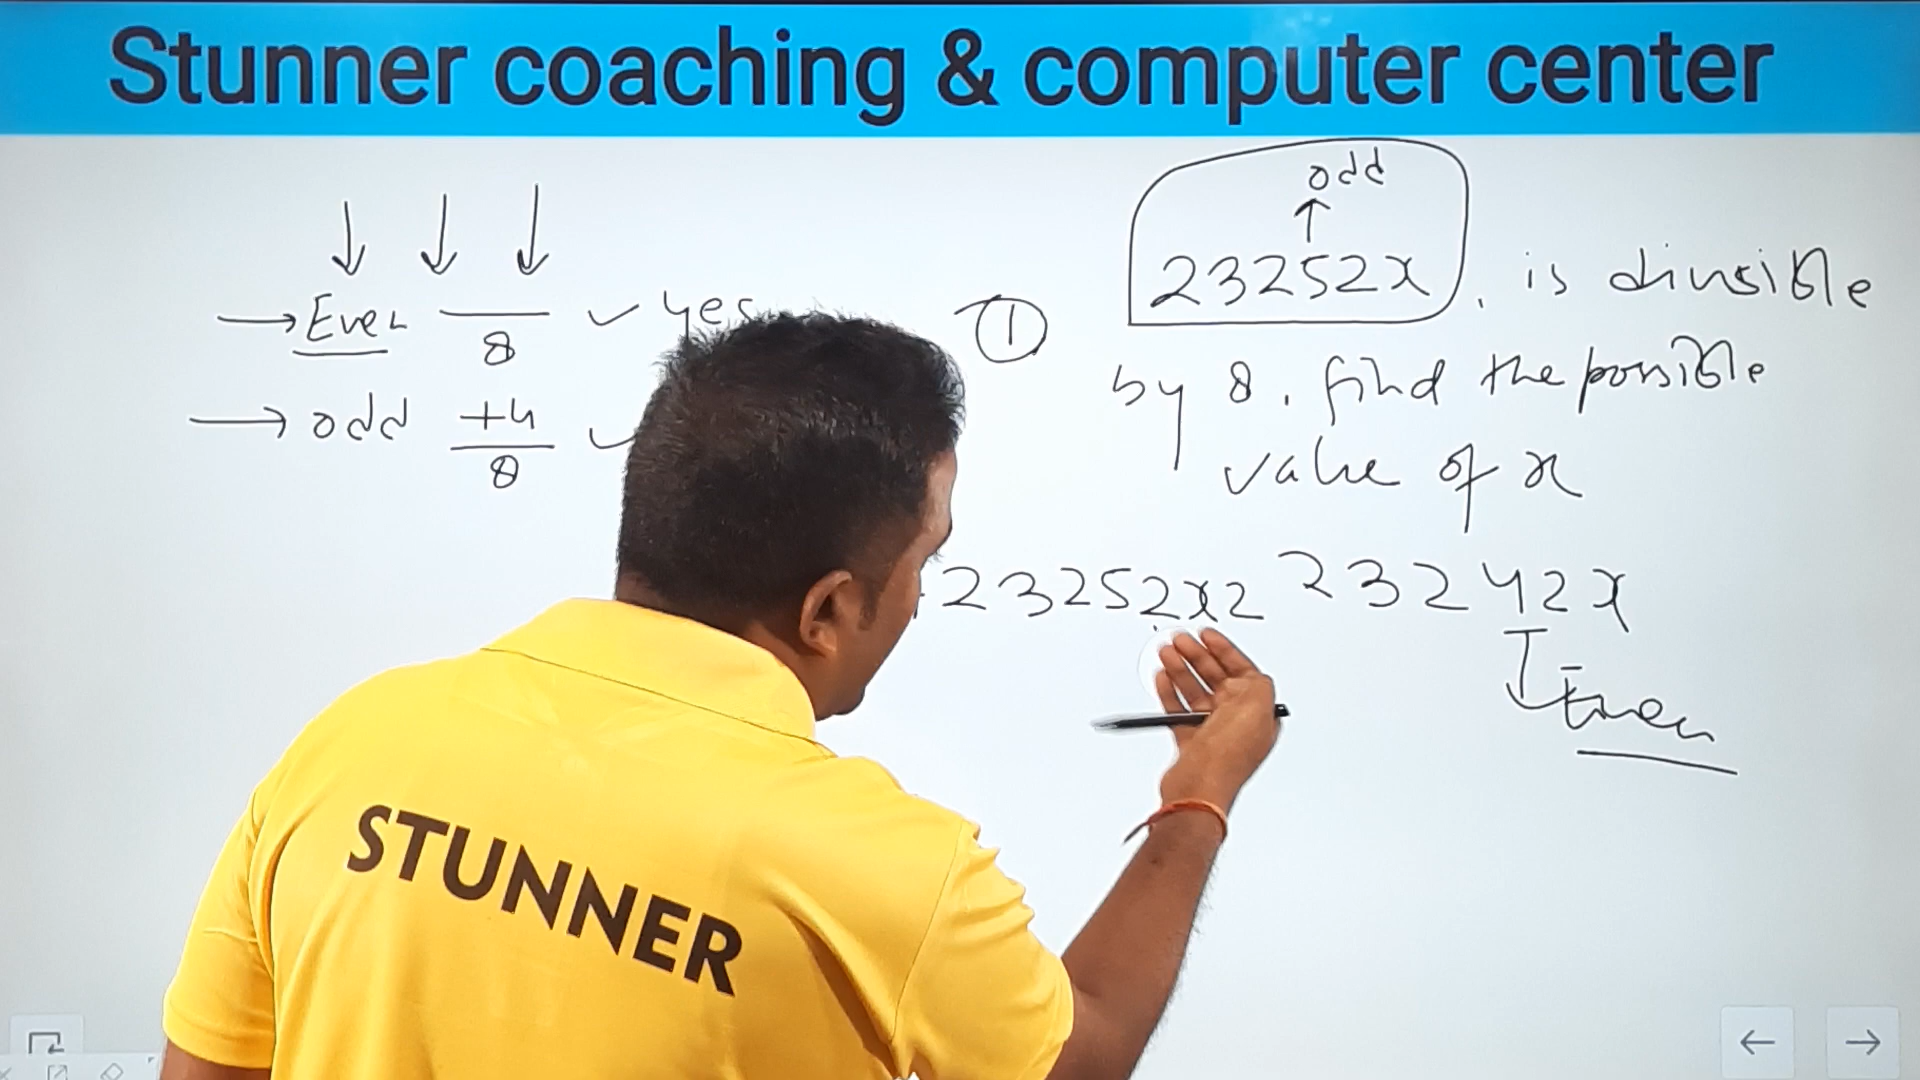 Stunner coaching & computer center
→ Even
8
✓ yes
→ odd +4
8
✓
①
odd
↑
23252x, is divisible
by 8. find the possible
value of x
23252x2
23242x
Even
STUNNER